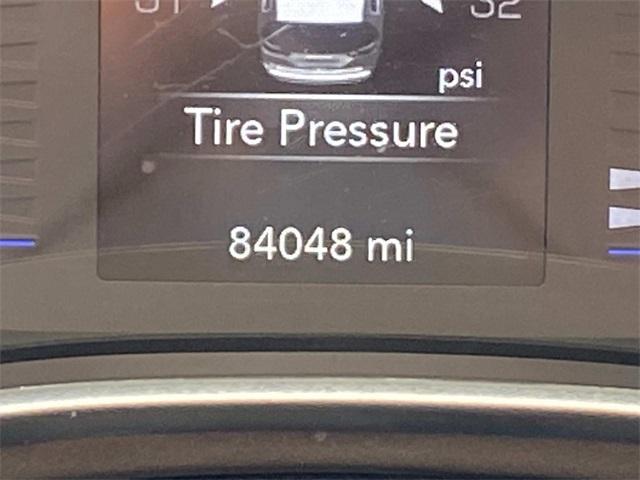 32
psi
Tire Pressure
84048 mi